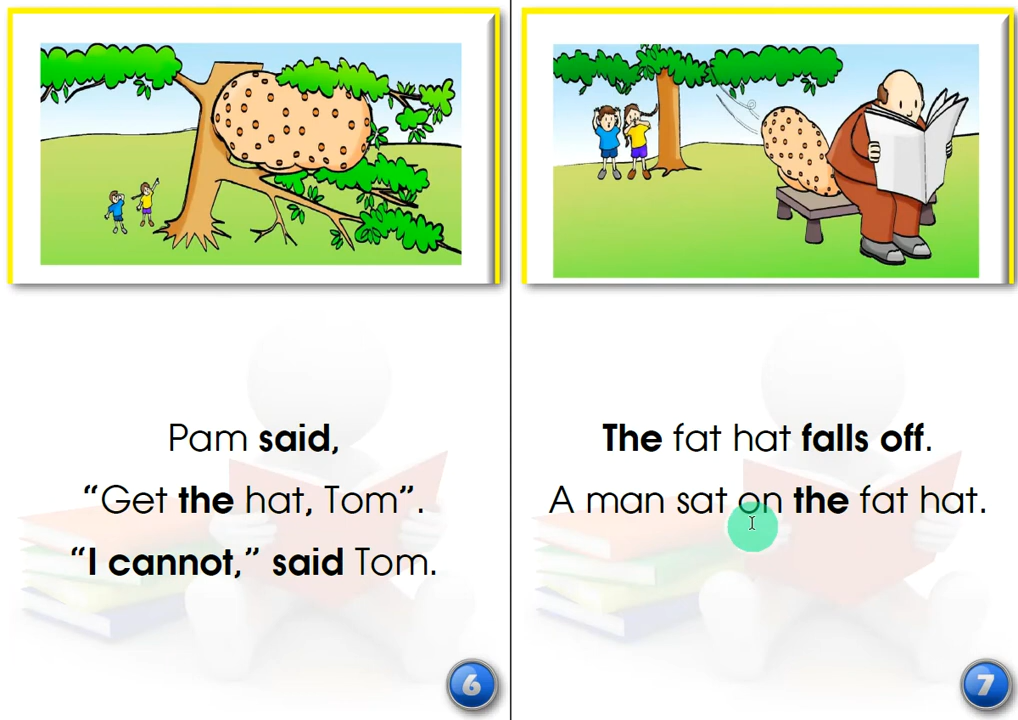 Pam said,
“Get the hat, Tom”.
“I cannot,” said Tom.
6
The fat hat falls off.
A man sat on the fat hat.
7